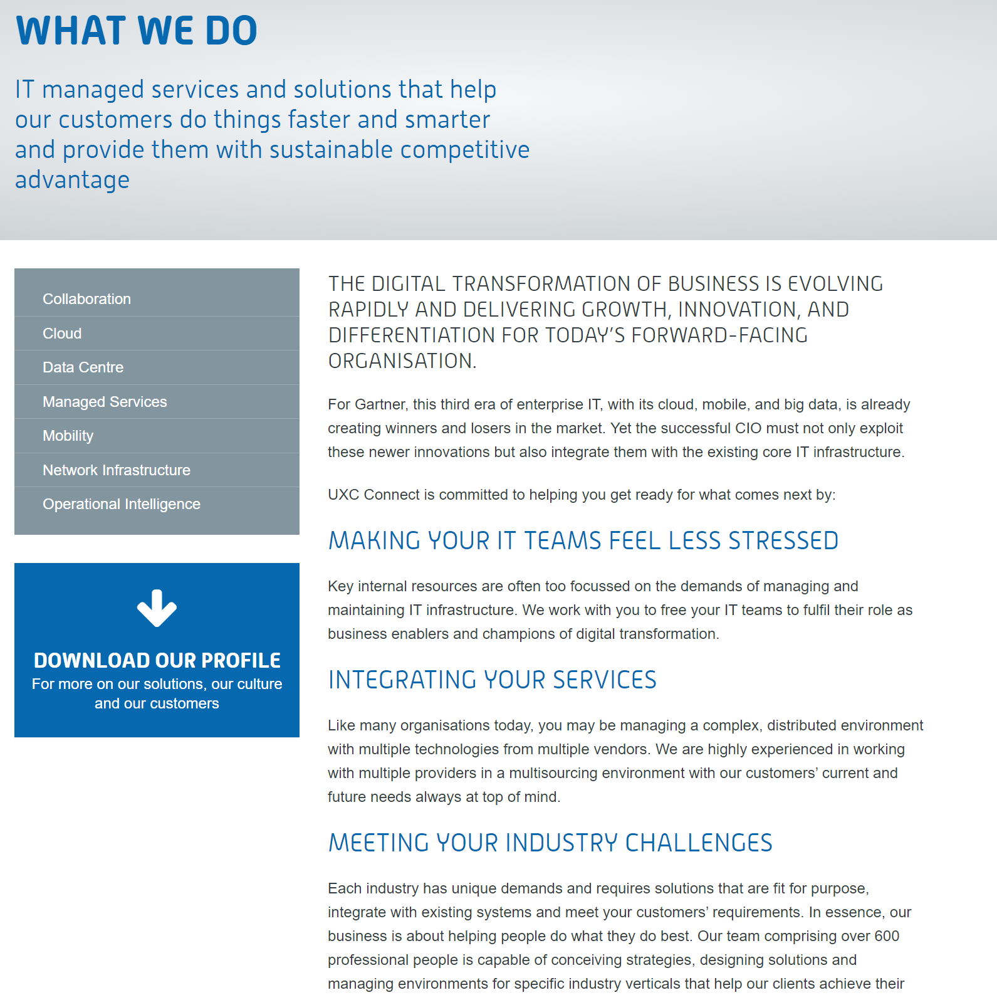 WHAT WE DO
IT managed services and solutions that help
our customers do things faster and smarter
and provide them with sustainable competitive
advantage
Collaboration
Cloud
Data Centre
Managed Services
Mobility
Network Infrastructure
Operational Intelligence
DOWNLOAD OUR PROFILE
For more on our solutions, our culture
and our customers
THE DIGITAL TRANSFORMATION OF BUSINESS IS EVOLVING
RAPIDLY AND DELIVERING GROWTH, INNOVATION, AND
DIFFERENTIATION FOR TODAY’S FORWARD-FACING
ORGANISATION.
For Gartner, this third era of enterprise IT, with its cloud, mobile, and big data, is already
creating winners and losers in the market. Yet the successful CIO must not only exploit
these newer innovations but also integrate them with the existing core IT infrastructure.
UXC Connect is committed to helping you get ready for what comes next by:
MAKING YOUR IT TEAMS FEEL LESS STRESSED
Key internal resources are often too focussed on the demands of managing and
maintaining IT infrastructure. We work with you to free your IT teams to fulfil their role as
business enablers and champions of digital transformation.
INTEGRATING YOUR SERVICES
Like many organisations today, you may be managing a complex, distributed environment
with multiple technologies from multiple vendors. We are highly experienced in working
with multiple providers in a multisourcing environment with our customers’ current and
future needs always at top of mind.
MEETING YOUR INDUSTRY CHALLENGES
Each industry has unique demands and requires solutions that are fit for purpose,
integrate with existing systems and meet your customers’ requirements. In essence, our
business is about helping people do what they do best. Our team comprising over 600
professional people is capable of conceiving strategies, designing solutions and
managing environments for specific industry verticals that help our clients achieve their